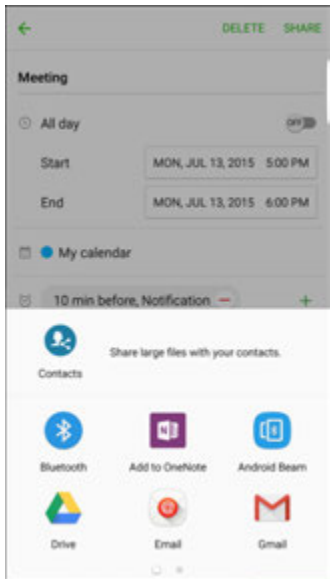 DELETE SHARE
Meeting
All day OFF
Start MON, JUL 13, 2015 5:00 PM
End MON, JUL 13, 2015 6:00 PM
My calendar
10 min before, Notification
Share large files with your contacts.
Contacts
Bluetooth Add to OneNote Android Beam
Drive Email Gmail